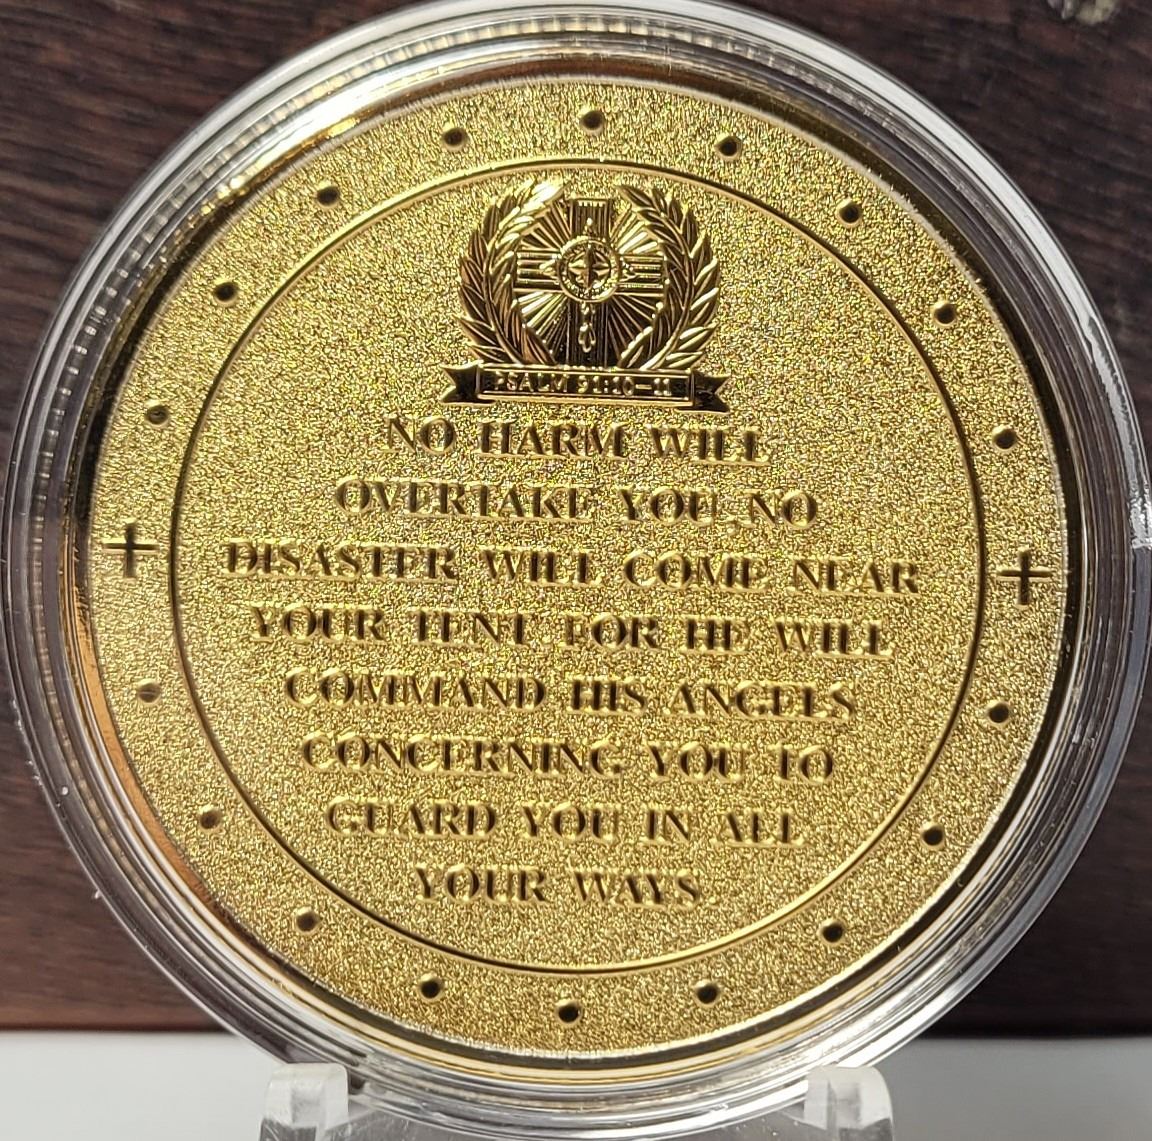 PSALM 91:10-11
NO HARM WILL
OVERTAKE YOU NO
DISASTER WILL COME NEAR
YOUR TENT FOR HE WILL
COMMAND HIS ANGELS
CONCERNING YOU TO
GUARD YOU IN ALL
YOUR WAYS.